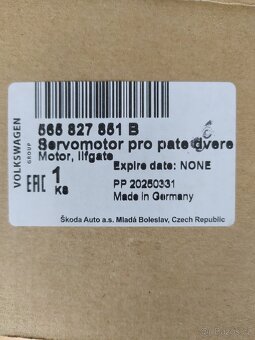 VOLKSWAGEN
GROUP
565 827 851 B
Servomotor pro pate dvere
Motor, lifgate
Expire date: NONE
EAC
1
KS
PP 20250331
Made in Germany
Škoda Auto a.s. Mladá Boleslav, Czech Republic